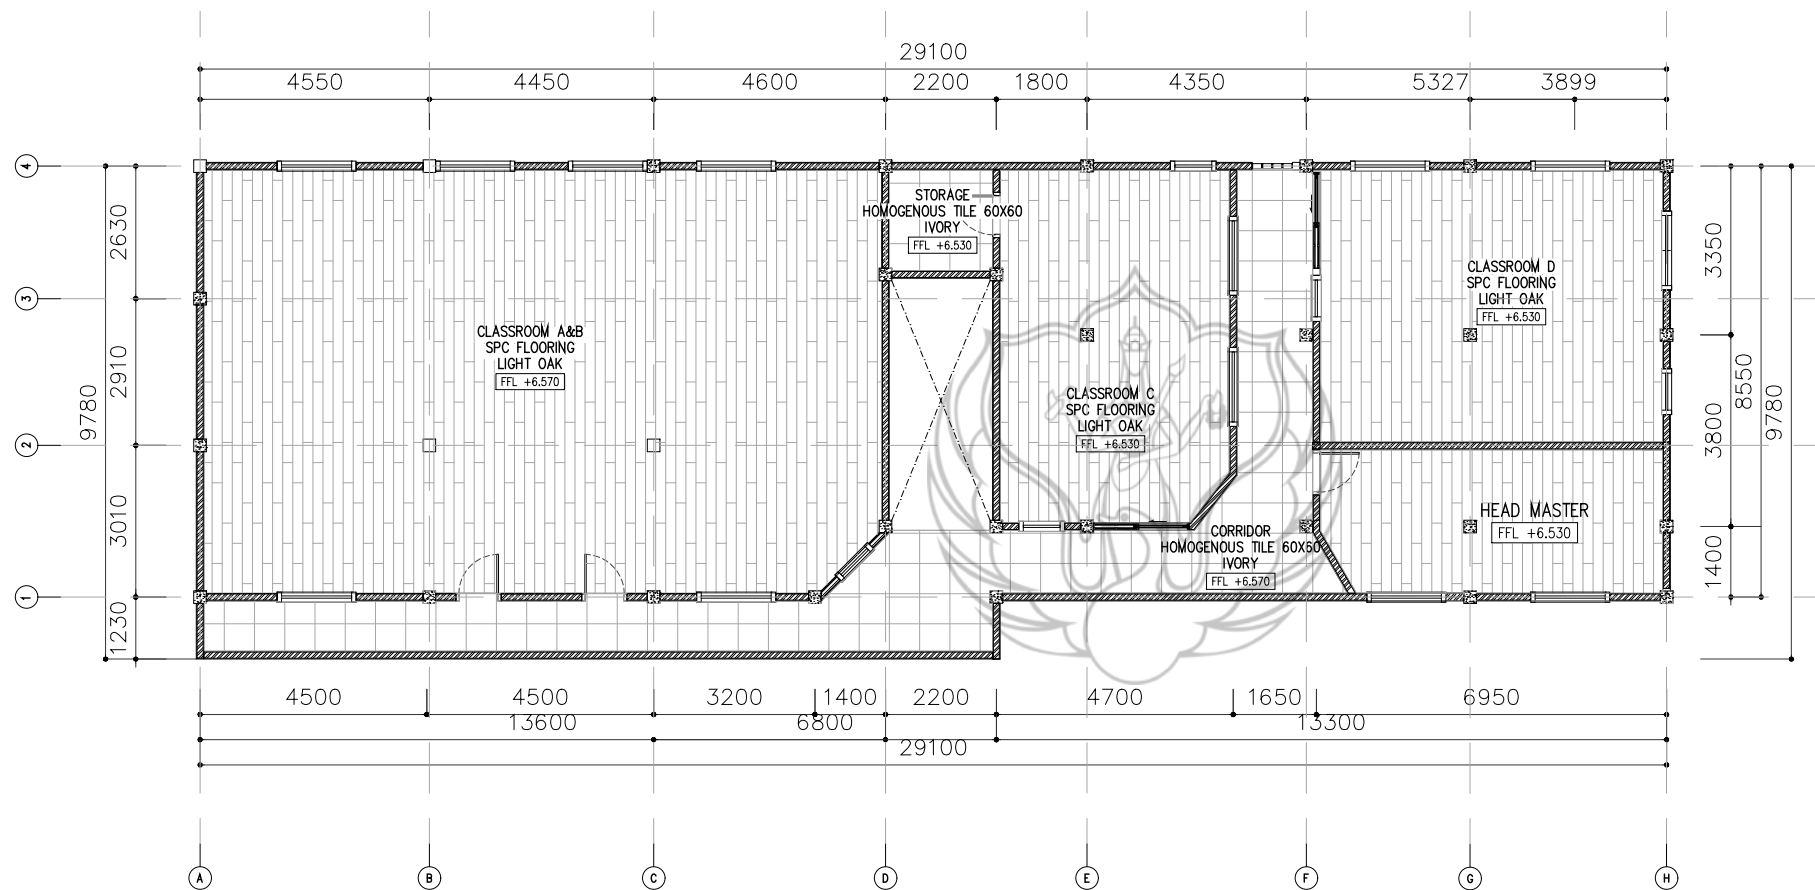 29100
4550 4450 4600 2200 1800 4350 5327 3899
4
3
2
1
2630
2910
3010
1230
9780
3350
3800
1400
8550
9780
STORAGE
HOMOGENOUS TILE 60X60
IVORY
FFL +6.530
CLASSROOM A&B
SPC FLOORING
LIGHT OAK
FFL +6.570
CLASSROOM C
SPC FLOORING
LIGHT OAK
FFL +6.530
CLASSROOM D
SPC FLOORING
LIGHT OAK
FFL +6.530
HEAD MASTER
FFL +6.530
CORRIDOR
HOMOGENOUS TILE 60X60
IVORY
FFL +6.570
4500 4500 3200 1400 2200 4700 1650 6950
13600 6800 13300
29100
A B C D E F G H